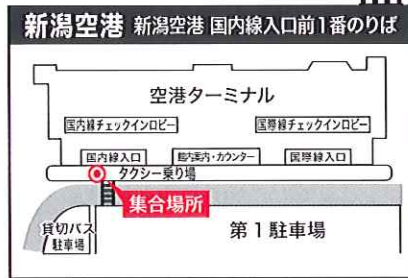 新潟空港 新潟空港 国内線入口前1番のりば
空港ターミナル
国内線チェックインロビー 国際線チェックインロビー
国内線入口 館内案内・カウンター 国際線入口
タクシー乗り場
集合場所
貸切バス
駐車場
第1駐車場